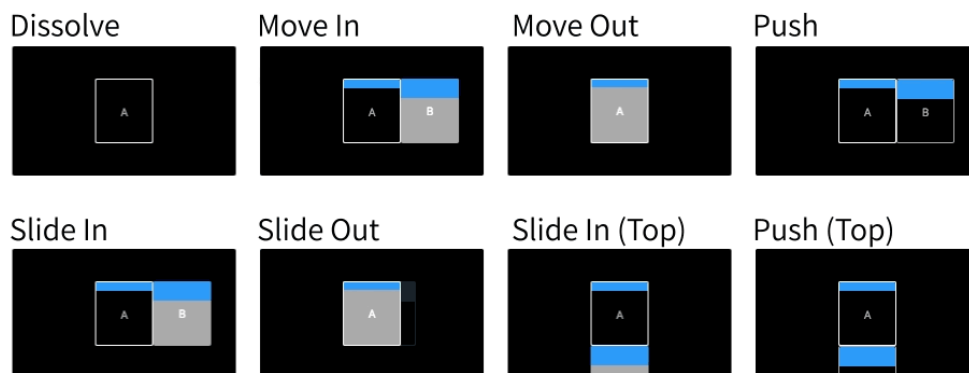 Dissolve Move In Move Out Push
A A B A A B
Slide In Slide Out Slide In (Top) Push (Top)
A B A A A